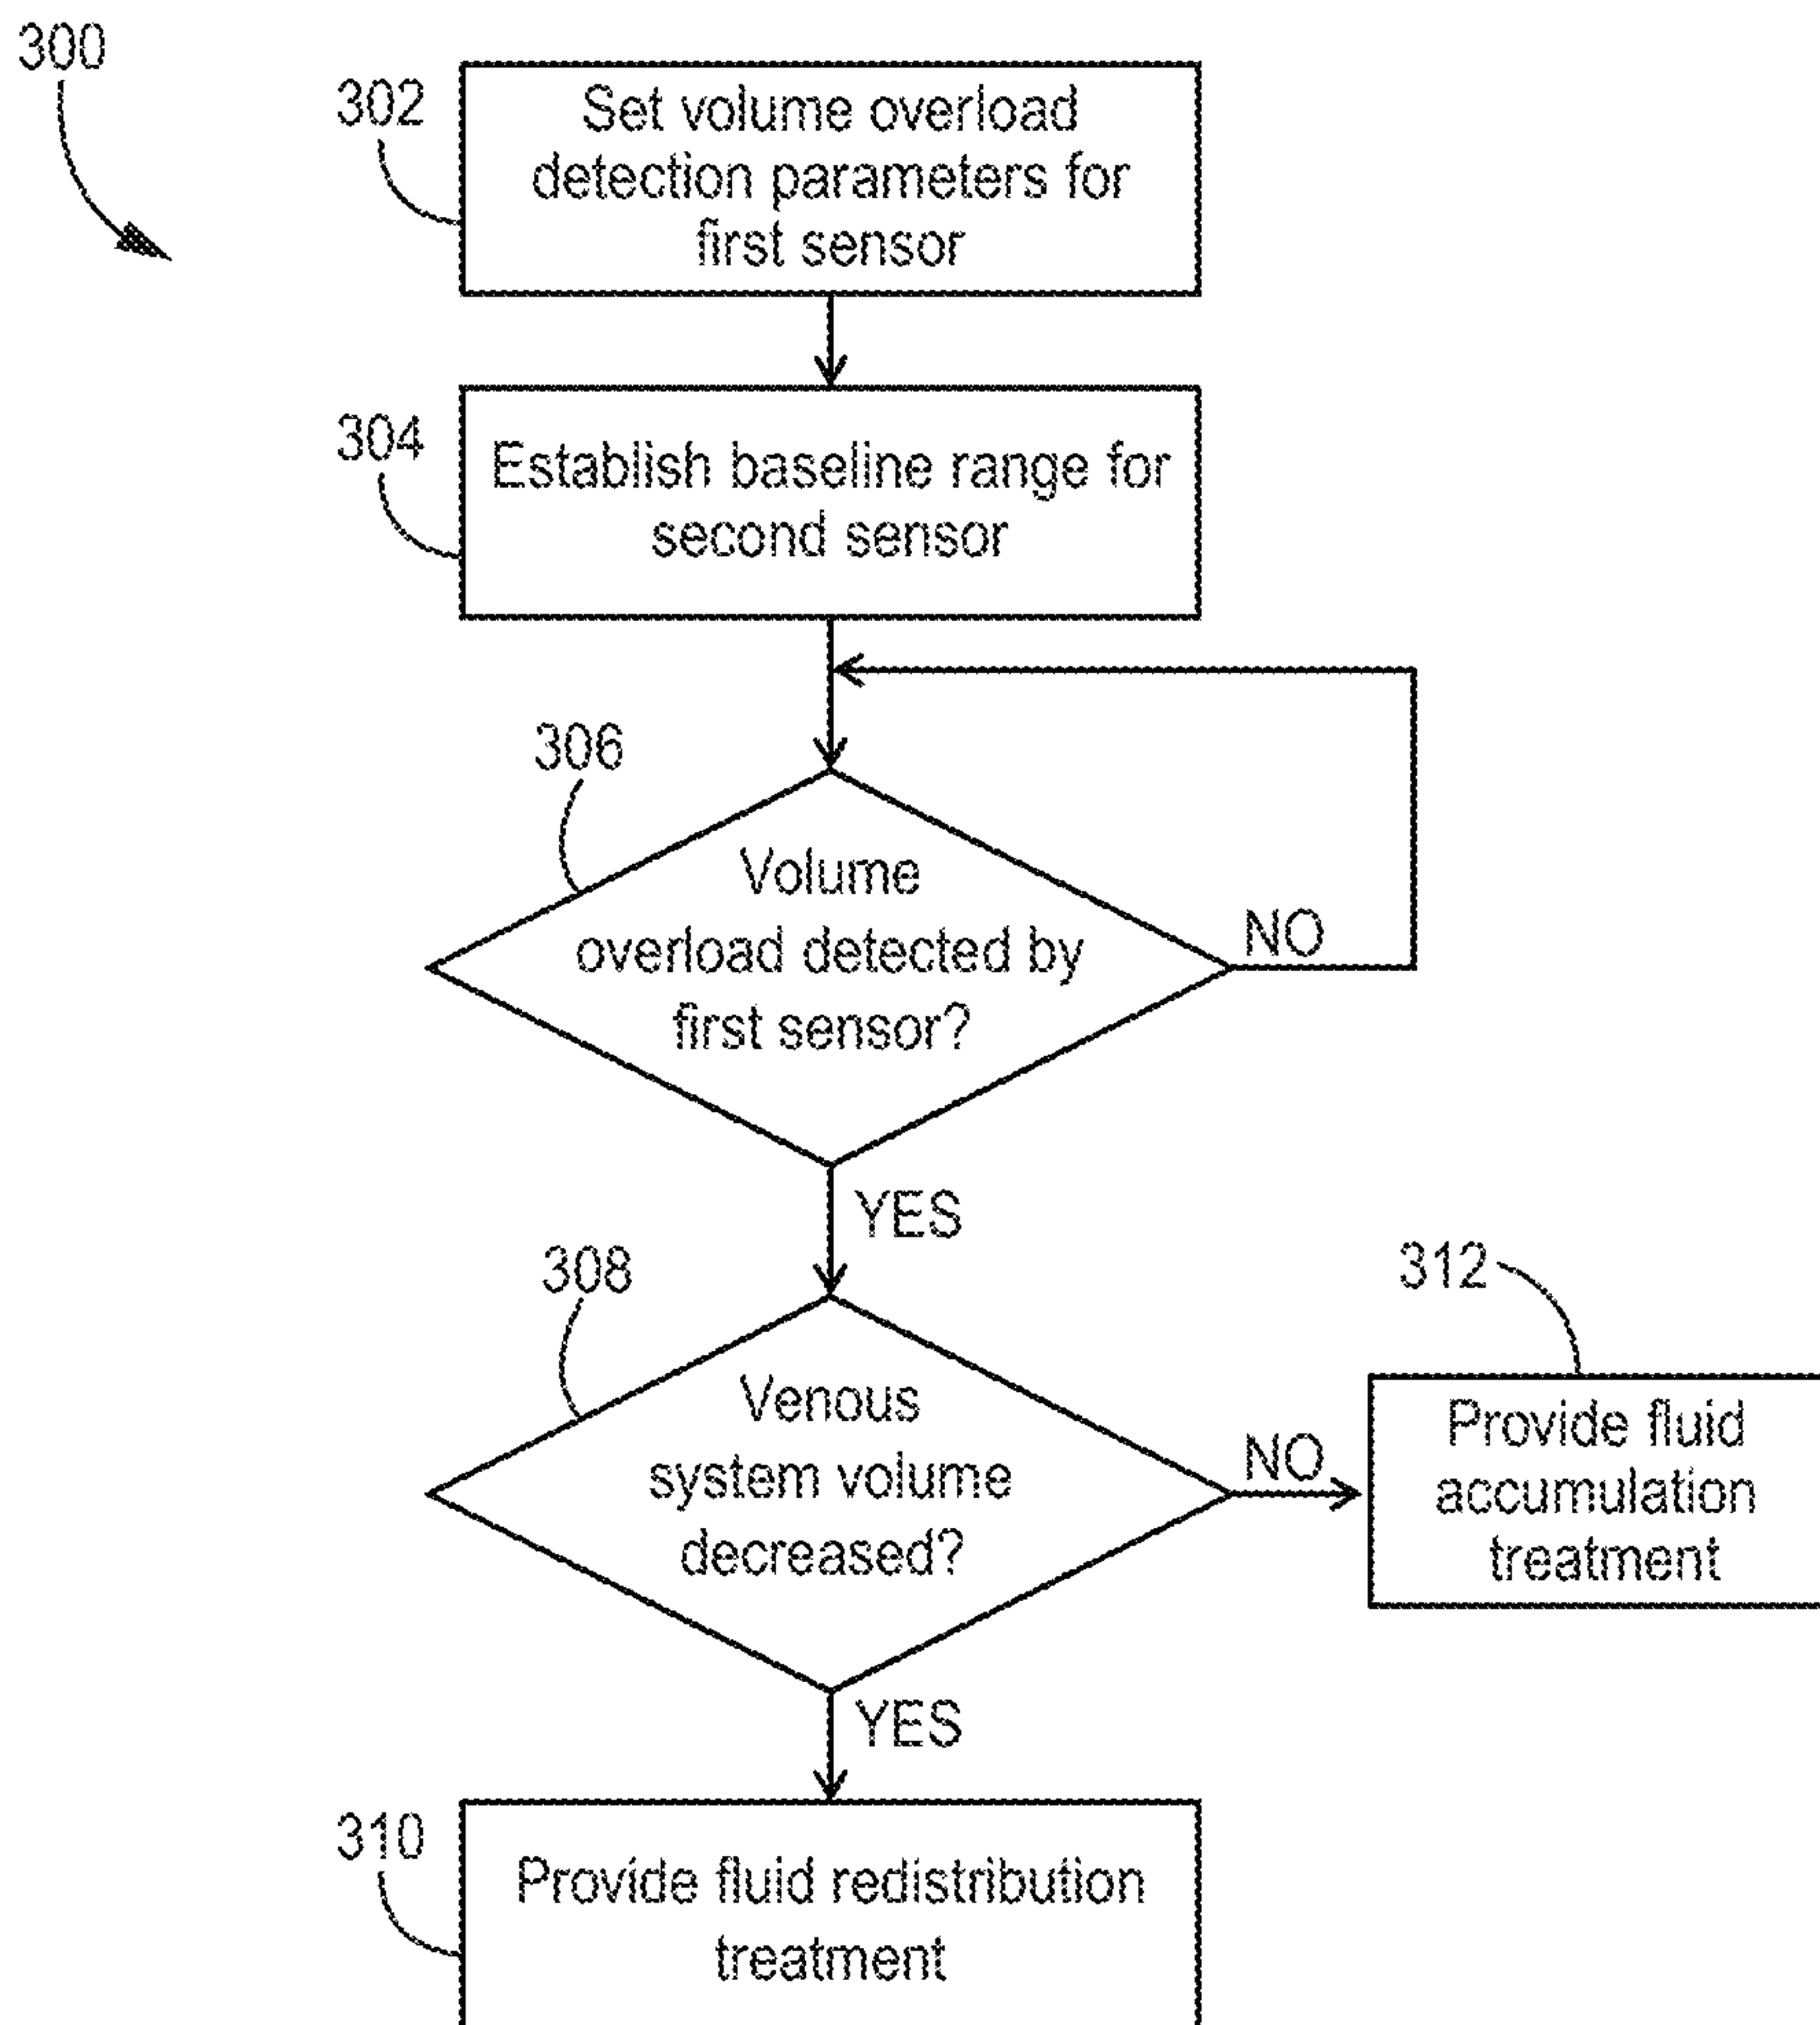 300
302
Set volume overload
detection parameters for
first sensor
304
Establish baseline range for
second sensor
306
Volume
overload detected by
first sensor?
NO
YES
308
Venous
system volume
decreased?
NO
312
Provide fluid
accumulation
treatment
YES
310
Provide fluid redistribution
treatment